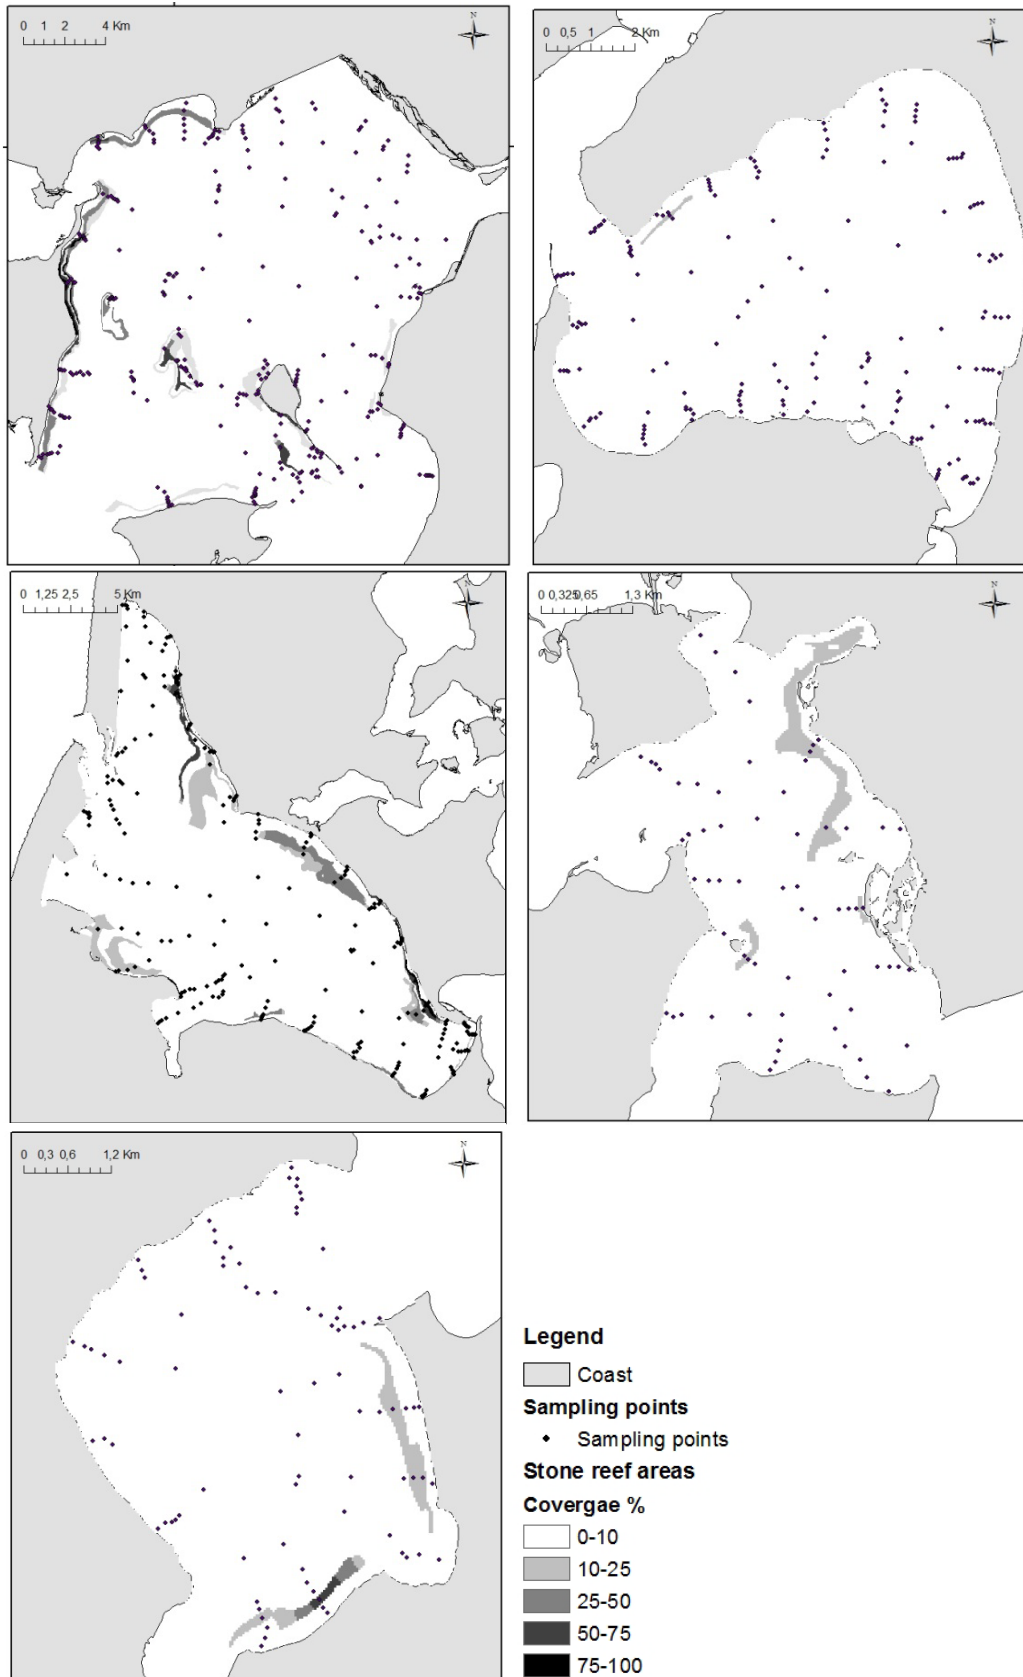 0 1 2 4 Km
N
0 0,5 1 2 Km
N
0 1,25 2,5 5 Km
N
0 0,325 0,65 1,3 Km
N
0 0,3 0,6 1,2 Km
N
Legend
Coast
Sampling points
Sampling points
Stone reef areas
Covergae %
0-10
10-25
25-50
50-75
75-100